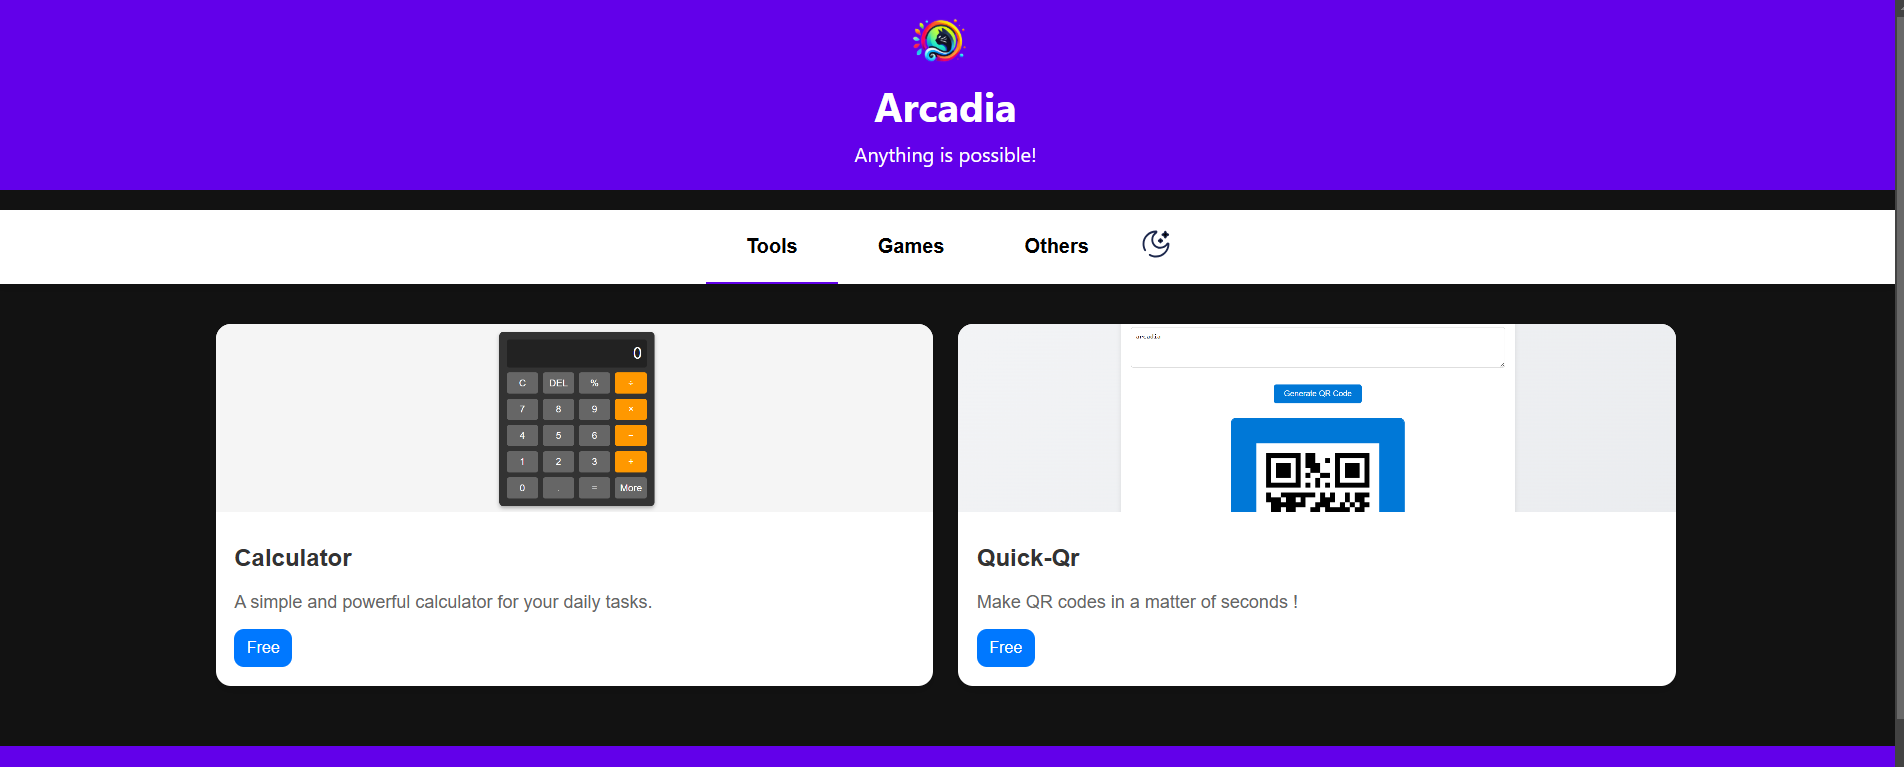 Arcadia
Anything is possible!
Tools Games Others
0
C DEL % ÷
7 8 9 ×
4 5 6 −
1 2 3 +
0 . = More
arcadia
Generate QR Code
Calculator
A simple and powerful calculator for your daily tasks.
Free
Quick-Qr
Make QR codes in a matter of seconds !
Free